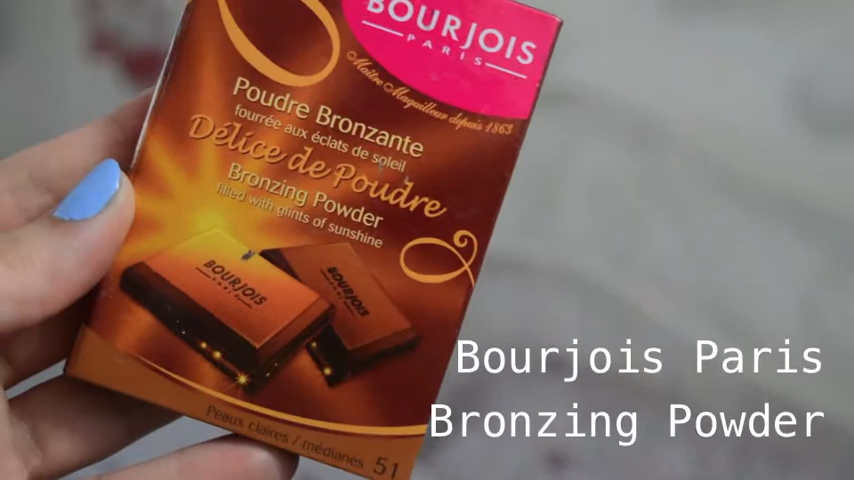 BOURJOIS
PARIS
Maître Maquilleur depuis 1863
Poudre Bronzante
fourrée aux éclats de soleil
Délice de Poudre
Bronzing Powder
filled with glints of sunshine
BOURJOIS
PARIS
BOURJOIS
PARIS
Peaux claires / médianes 51
Bourjois Paris
Bronzing Powder